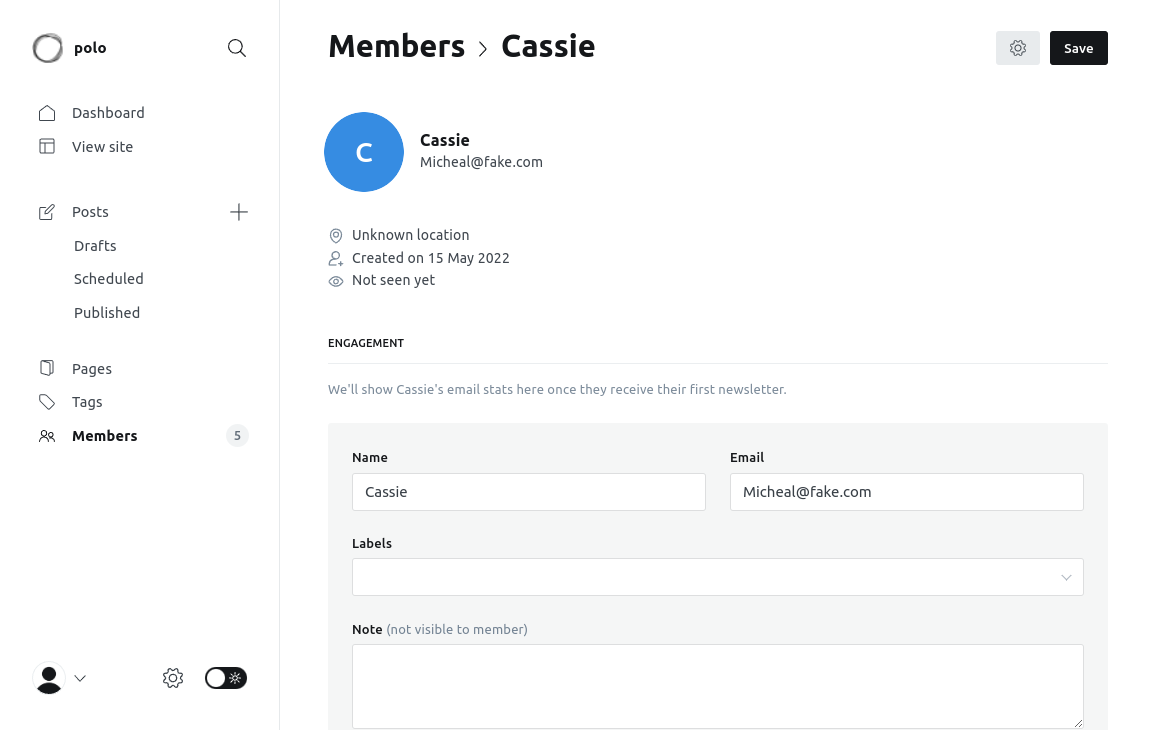 polo
Dashboard
View site
Posts
Drafts
Scheduled
Published
Pages
Tags
Members 5
Members > Cassie
Save
C
Cassie
Micheal@fake.com
Unknown location
Created on 15 May 2022
Not seen yet
ENGAGEMENT
We'll show Cassie's email stats here once they receive their first newsletter.
Name
Cassie
Email
Micheal@fake.com
Labels
Note (not visible to member)